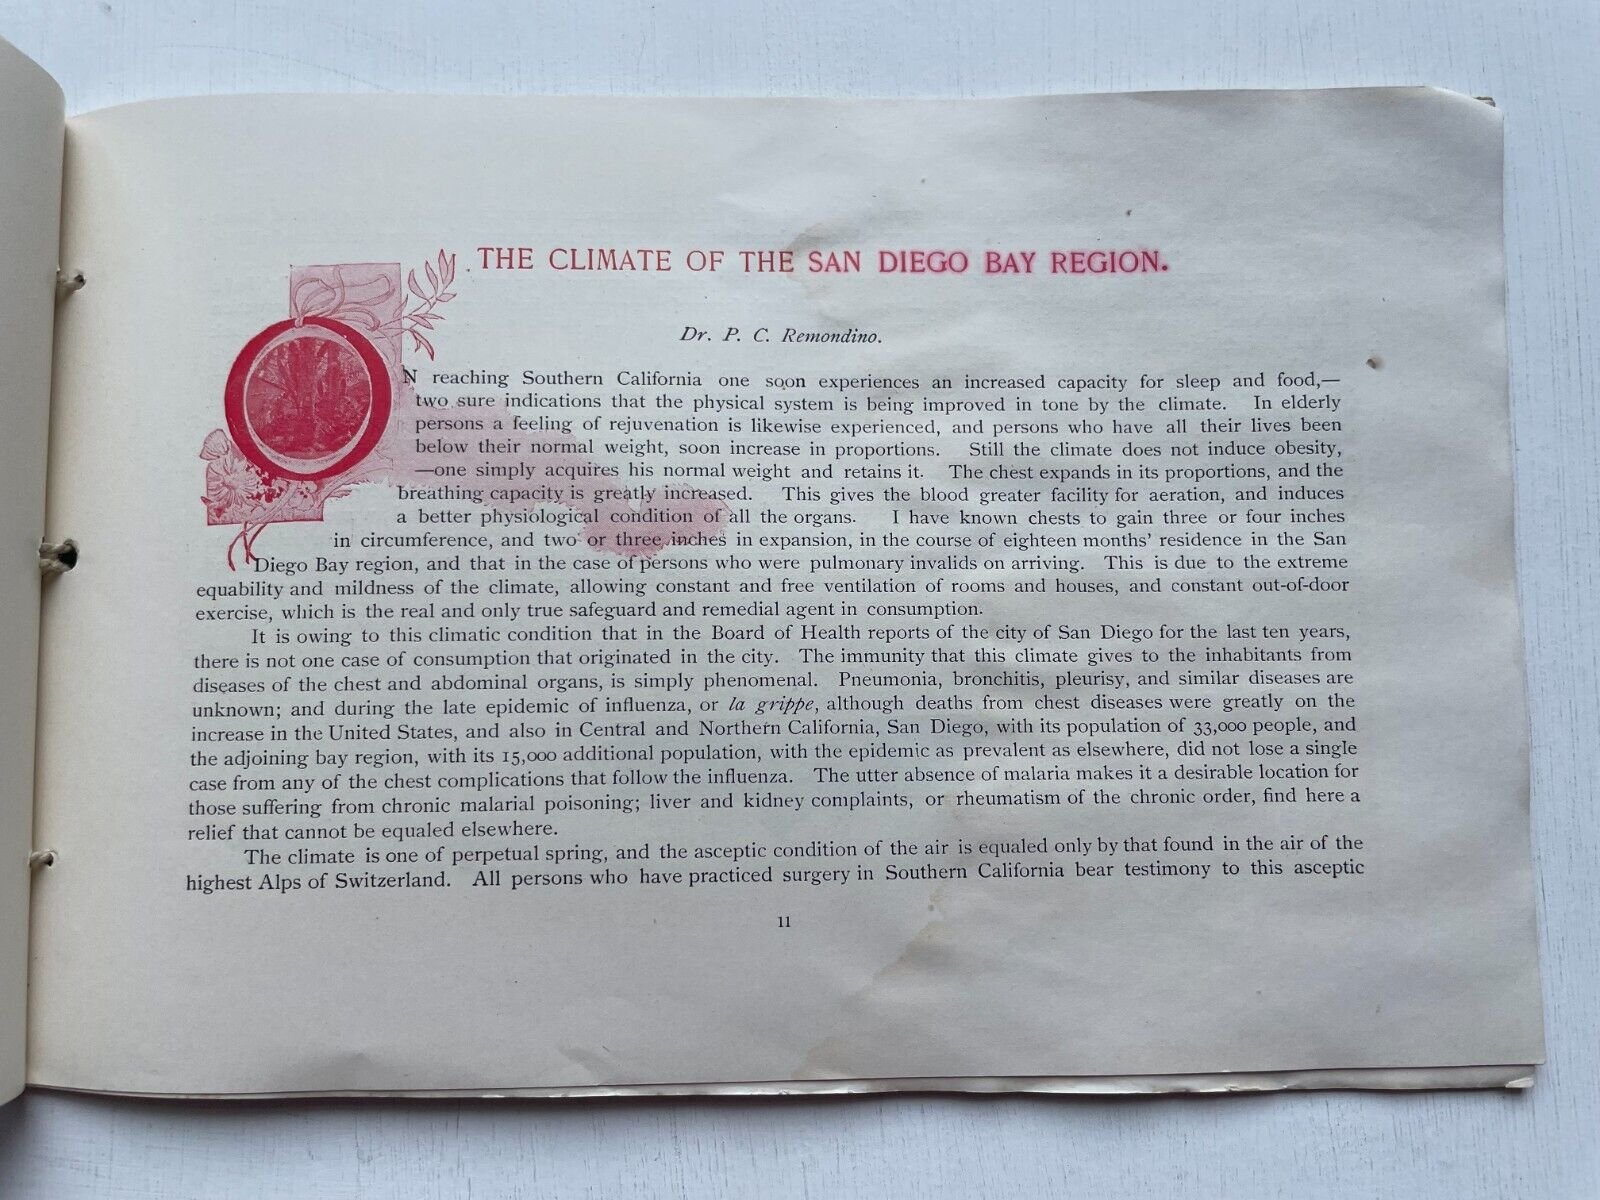 THE CLIMATE OF THE SAN DIEGO BAY REGION.
Dr. P. C. Remondino.
ON reaching Southern California one soon experiences an increased capacity for sleep and food,—
two sure indications that the physical system is being improved in tone by the climate. In elderly
persons a feeling of rejuvenation is likewise experienced, and persons who have all their lives been
below their normal weight, soon increase in proportions. Still the climate does not induce obesity,
—one simply acquires his normal weight and retains it. The chest expands in its proportions, and the
breathing capacity is greatly increased. This gives the blood greater facility for aeration, and induces
a better physiological condition of all the organs. I have known chests to gain three or four inches
in circumference, and two or three inches in expansion, in the course of eighteen months' residence in the San
Diego Bay region, and that in the case of persons who were pulmonary invalids on arriving. This is due to the extreme
equability and mildness of the climate, allowing constant and free ventilation of rooms and houses, and constant out-of-door
exercise, which is the real and only true safeguard and remedial agent in consumption.
It is owing to this climatic condition that in the Board of Health reports of the city of San Diego for the last ten years,
there is not one case of consumption that originated in the city. The immunity that this climate gives to the inhabitants from
diseases of the chest and abdominal organs, is simply phenomenal. Pneumonia, bronchitis, pleurisy, and similar diseases are
unknown; and during the late epidemic of influenza, or la grippe, although deaths from chest diseases were greatly on the
increase in the United States, and also in Central and Northern California, San Diego, with its population of 33,000 people, and
the adjoining bay region, with its 15,000 additional population, with the epidemic as prevalent as elsewhere, did not lose a single
case from any of the chest complications that follow the influenza. The utter absence of malaria makes it a desirable location for
those suffering from chronic malarial poisoning; liver and kidney complaints, or rheumatism of the chronic order, find here a
relief that cannot be equaled elsewhere.
The climate is one of perpetual spring, and the asceptic condition of the air is equaled only by that found in the air of the
highest Alps of Switzerland. All persons who have practiced surgery in Southern California bear testimony to this asceptic
11